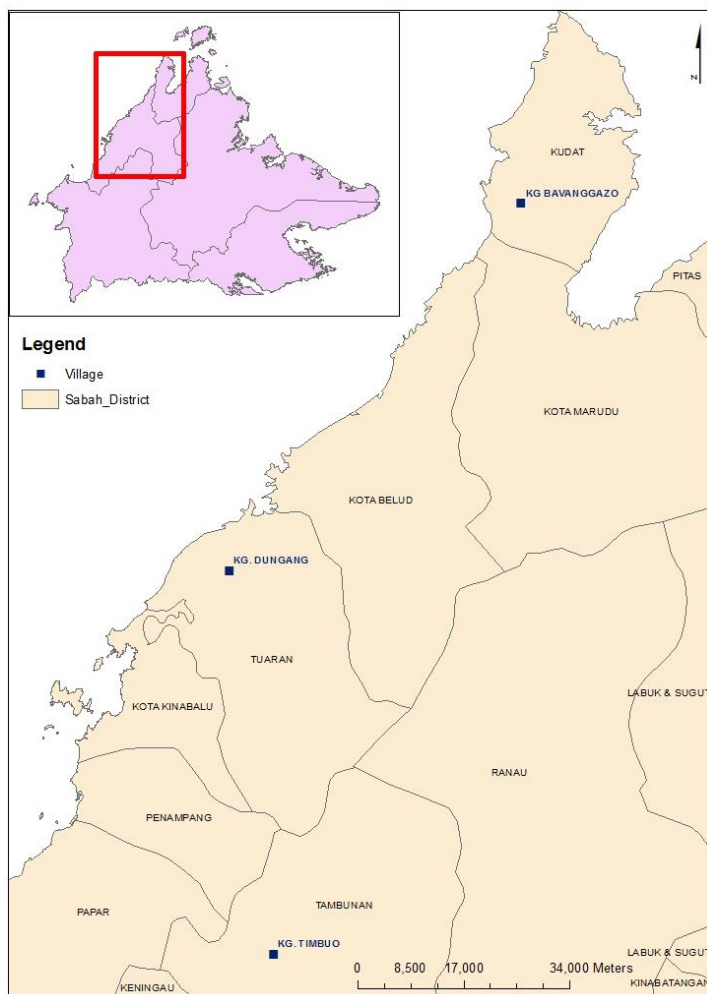 N
KUDAT
KG BAVANGGAZO
PITAS
Legend
Village
Sabah_District
KOTA MARUDU
KOTA BELUD
KG. DUNGANG
TUARAN
LABUK & SUGUT
KOTA KINABALU
RANAU
PENAMPANG
TAMBUNAN
PAPAR
KG. TIMBUO
LABUK & SUGUT
0 8,500 17,000 34,000 Meters
KENINGAU
KINABATANGAN